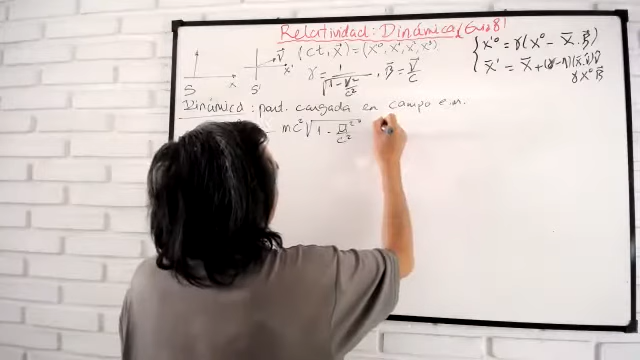 Relatividad: Dinámica (Guía 8)
S S' V⃗ x x'
(ct, x̄) = (x⁰, x¹, x², x³)
γ = 1/√(1 - V²/c²) , β⃗ = V⃗/c
{ x'⁰ = γ(x⁰ - x̄.β⃗)
x̄' = x̄ + (γ-1)(x̄.v̂)v̂
γ x⁰ β⃗
Dinámica: part. cargada en campo e.m.
mc² √(1 - u²/c²)